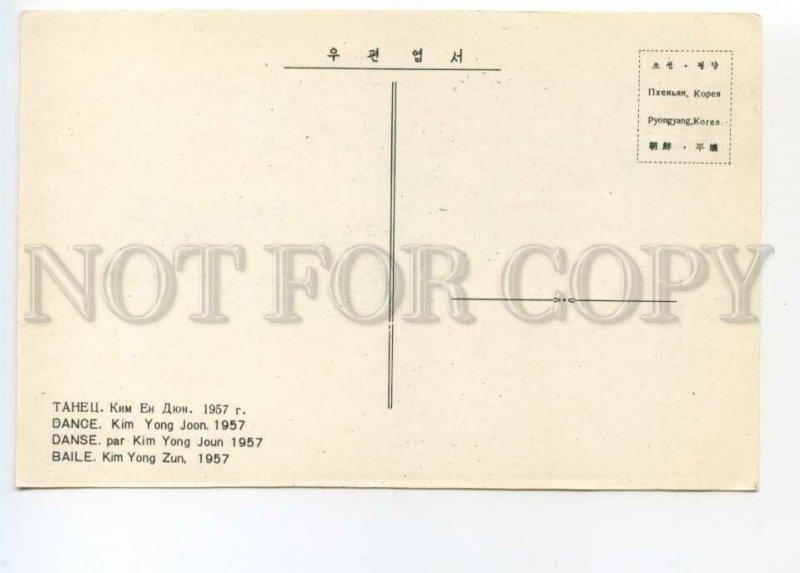 우편엽서
조선 · 평양
Пхеньян, Корея
Pyongyang, Korea
朝鮮 · 平壤
NOT FOR COPY
ТАНЕЦ. Ким Ен Дюн. 1957 г.
DANCE. Kim Yong Joon. 1957
DANSE. par Kim Yong Joun 1957
BAILE. Kim Yong Zun, 1957